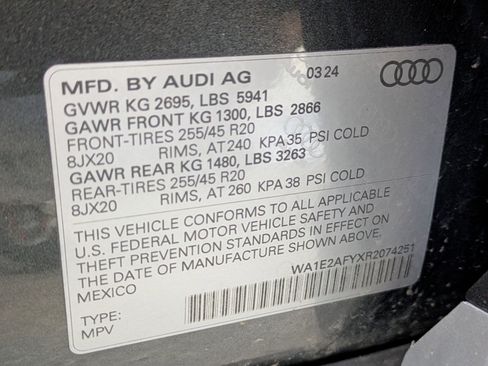 MFD. BY AUDI AG 03 24
GVWR KG 2695, LBS 5941
GAWR FRONT KG 1300, LBS 2866
FRONT-TIRES 255/45 R20
8JX20 RIMS, AT 240 KPA 35 PSI COLD
GAWR REAR KG 1480, LBS 3263
REAR-TIRES 255/45 R20
8JX20 RIMS, AT 260 KPA 38 PSI COLD
THIS VEHICLE CONFORMS TO ALL APPLICABLE
U.S. FEDERAL MOTOR VEHICLE SAFETY AND
THEFT PREVENTION STANDARDS IN EFFECT ON
THE DATE OF MANUFACTURE SHOWN ABOVE.
MEXICO
WA1E2AFYXR2074251
TYPE:
MPV